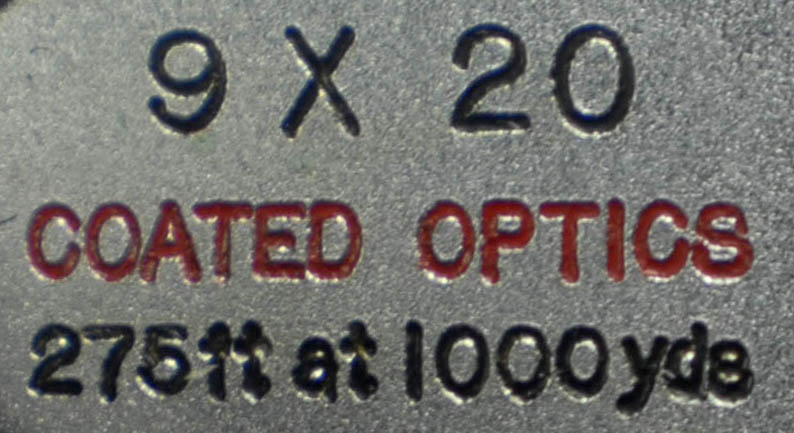 9 X 20
COATED OPTICS
275ft at 1000yds